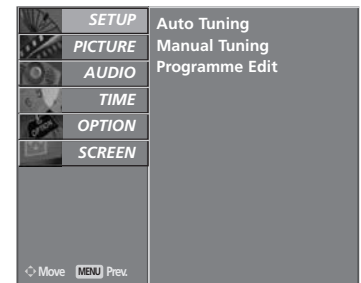 SETUP
PICTURE
AUDIO
TIME
OPTION
SCREEN
Auto Tuning
Manual Tuning
Programme Edit
Move MENU Prev.